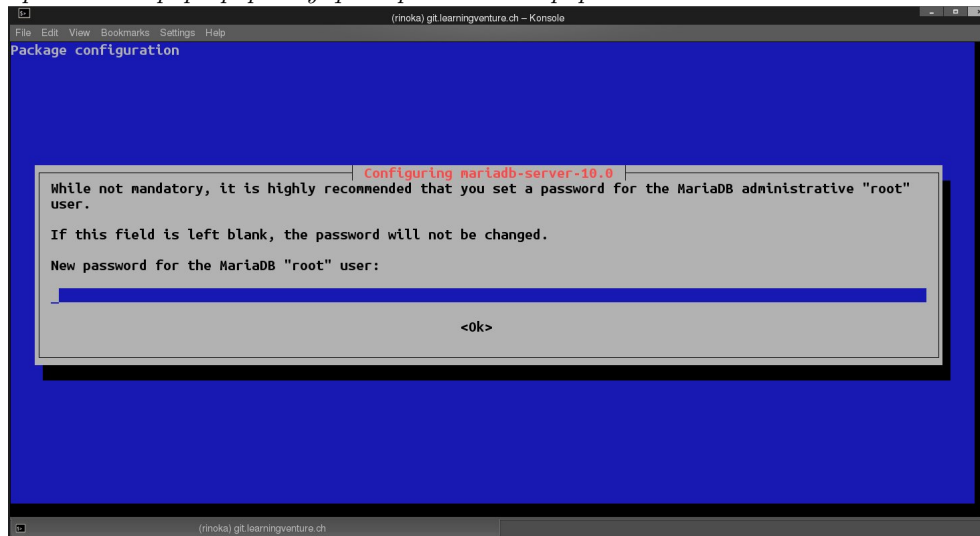 (rinoka) git.learningventure.ch – Konsole
File Edit View Bookmarks Settings Help
Package configuration
Configuring mariadb-server-10.0
While not mandatory, it is highly recommended that you set a password for the MariaDB administrative "root"
user.
If this field is left blank, the password will not be changed.
New password for the MariaDB "root" user:
<Ok>
(rinoka) git.learningventure.ch